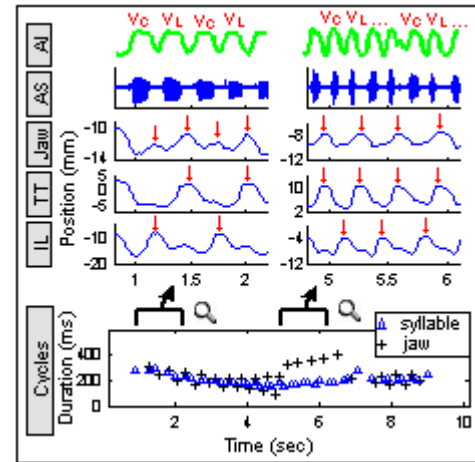 Vc VL Vc VL
Vc VL ... Vc VL ...
AI
AS
Jaw
-10
-14
-8
-12
TT
5
0
-5
10
2
IL
-10
-20
-4
-12
Position (mm)
1 1.5 2
5 5.5 6
Cycles
Duration (ms)
400
200
0
syllable
jaw
2 4 6 8 10
Time (sec)